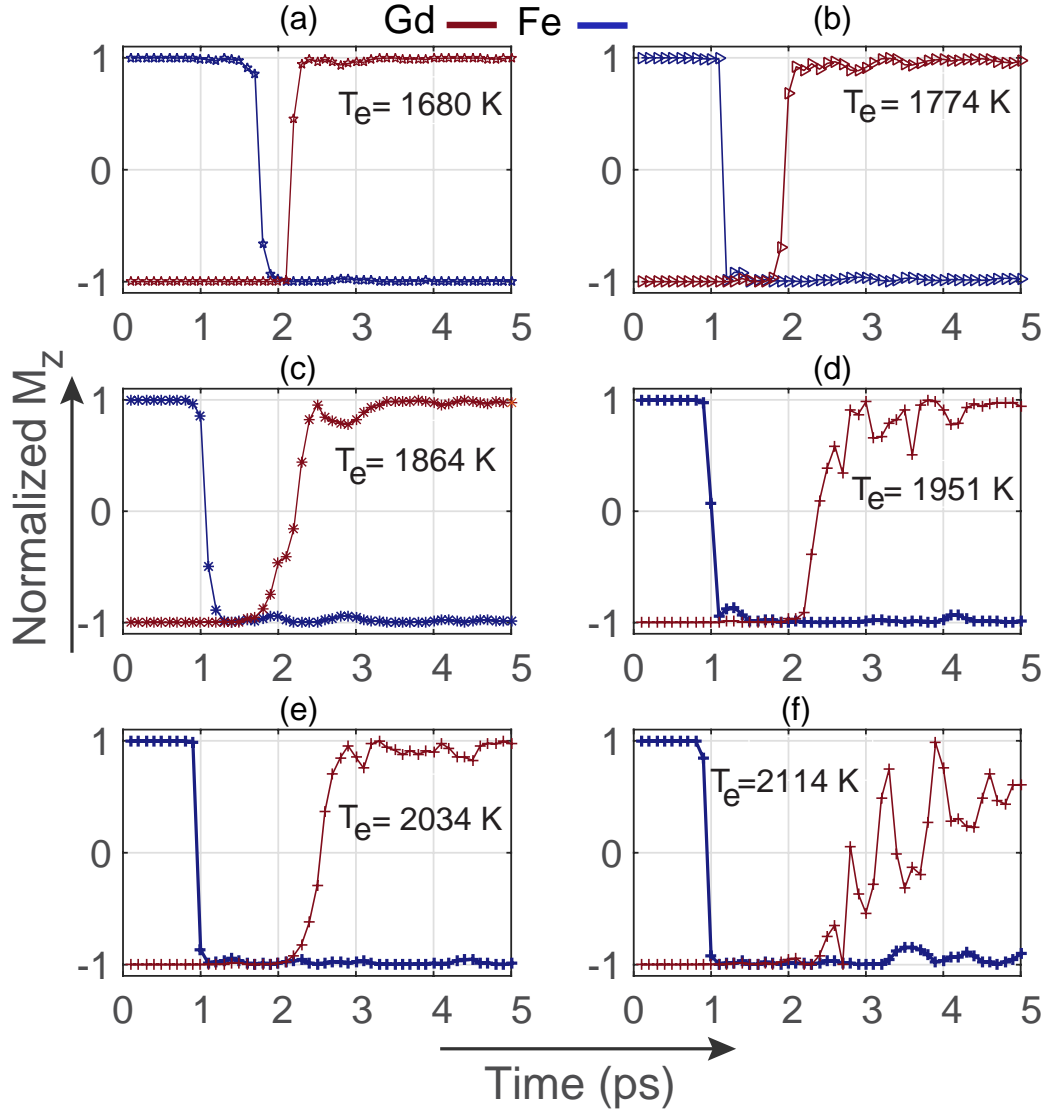 Gd Fe
(a) (b)
1 1
T_e= 1680 K T_e= 1774 K
0 0
-1 -1
0 1 2 3 4 5 0 1 2 3 4 5
(c) (d)
1 1
T_e= 1864 K T_e= 1951 K
0 0
-1 -1
0 1 2 3 4 5 0 1 2 3 4 5
(e) (f)
1 1
T_e= 2034 K T_e=2114 K
0 0
-1 -1
0 1 2 3 4 5 0 1 2 3 4 5
Normalized M_z
Time (ps)